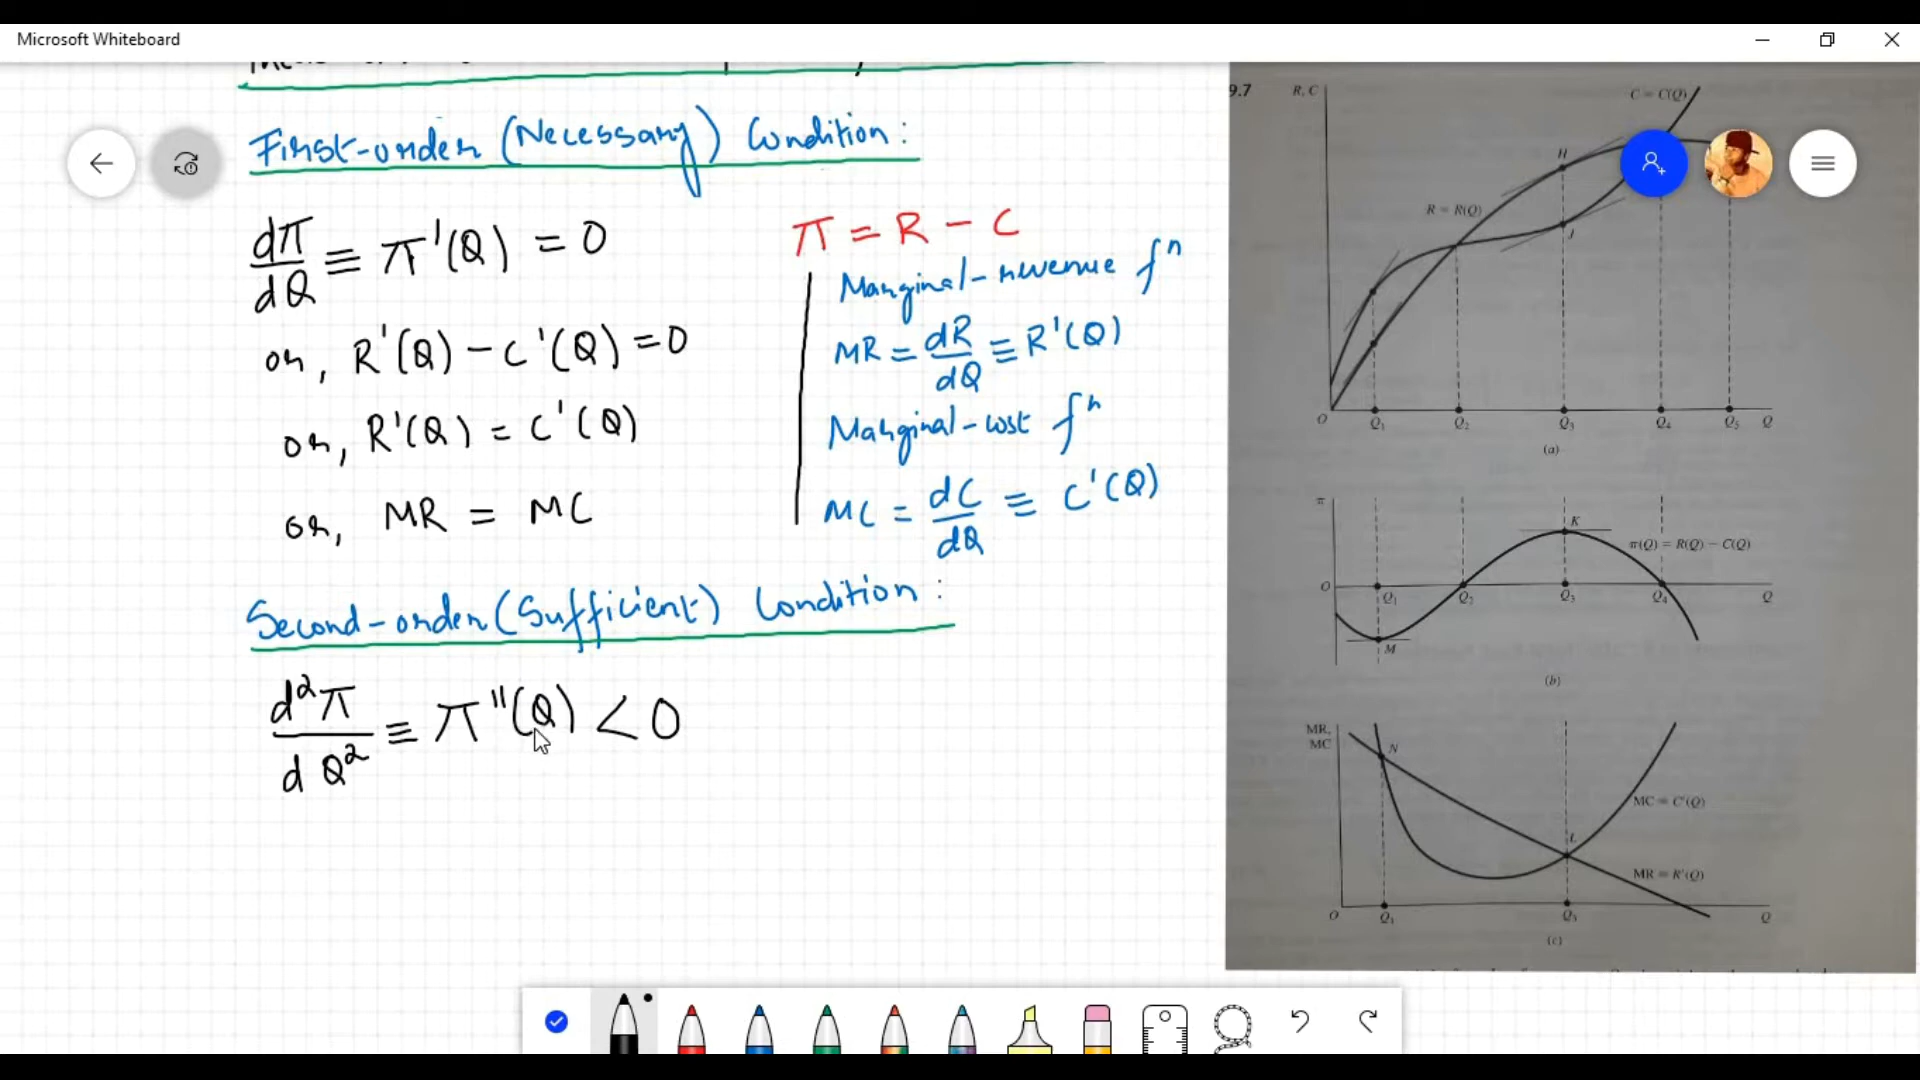 Microsoft Whiteboard
First-order (Necessary) Condition:
dπ/dQ ≡ π'(Q) = 0
or, R'(Q) - C'(Q) = 0
or, R'(Q) = C'(Q)
or, MR = MC
π = R - C
Marginal-revenue fⁿ
MR = dR/dQ ≡ R'(Q)
Marginal-cost fⁿ
MC = dC/dQ ≡ C'(Q)
Second-order (Sufficient) Condition:
d²π/dQ² ≡ π''(Q) < 0
9.7
R, C
C = C(Q)
H
R = R(Q)
J
O Q₁ Q₂ Q₃ Q₄ Q₅ Q
(a)
π
K
π(Q) = R(Q) - C(Q)
O Q₁ Q₂ Q₃ Q₄ Q
M
(b)
MR,
MC
N
MC = C'(Q)
L
MR = R'(Q)
O Q₁ Q₃ Q
(c)